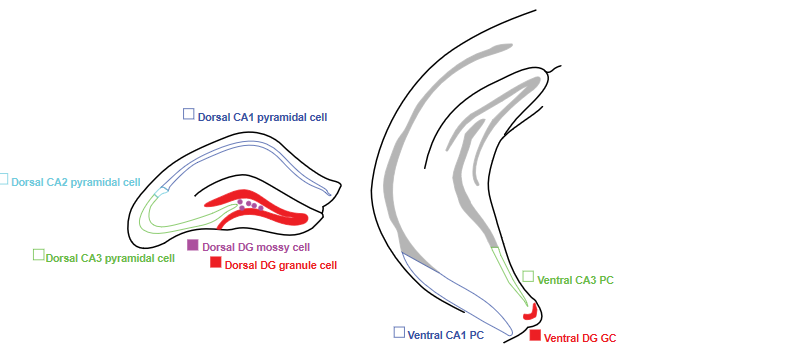 Dorsal CA1 pyramidal cell
Dorsal CA2 pyramidal cell
Dorsal DG mossy cell
Dorsal CA3 pyramidal cell
Dorsal DG granule cell
Ventral CA3 PC
Ventral CA1 PC
Ventral DG GC